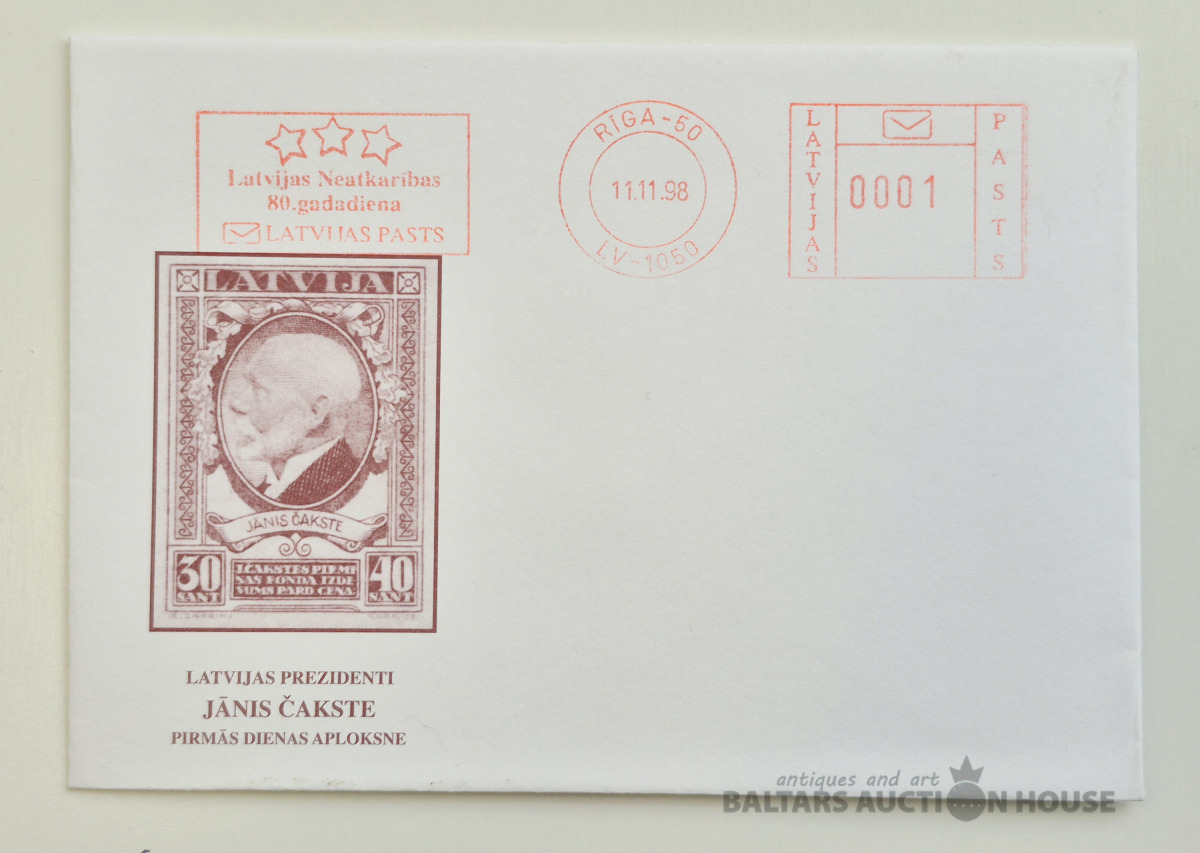 Latvijas Neatkarības
80.gadadiena
LATVIJAS PASTS
RĪGA-50
11.11.98
LV-1050
LATVIJAS
0001
PASTS
LATVIJA
JĀNIS ČAKSTE
30 SANT
J.ČAKSTES PIEMI
ŅAS FONDA IZDE
VUMS PĀRD. CENA
40 SANT
LATVIJAS PREZIDENTI
JĀNIS ČAKSTE
PIRMĀS DIENAS APLOKSNE
antiques and art
BALTARS AUCTION HOUSE